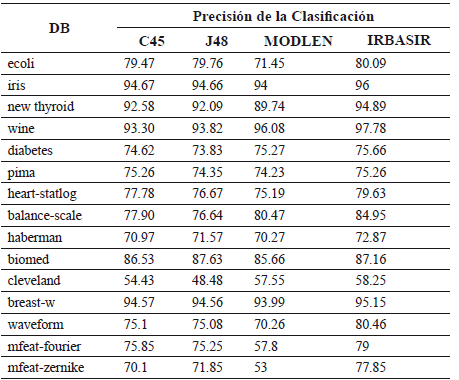 DB Precisión de la Clasificación
C45 J48 MODLEN IRBASIR
ecoli 79.47 79.76 71.45 80.09
iris 94.67 94.66 94 96
new thyroid 92.58 92.09 89.74 94.89
wine 93.30 93.82 96.08 97.78
diabetes 74.62 73.83 75.27 75.66
pima 75.26 74.35 74.23 75.26
heart-statlog 77.78 76.67 75.19 79.63
balance-scale 77.90 76.64 80.47 84.95
haberman 70.97 71.57 70.27 72.87
biomed 86.53 87.63 85.66 87.16
cleveland 54.43 48.48 57.55 58.25
breast-w 94.57 94.56 93.99 95.15
waveform 75.1 75.08 70.26 80.46
mfeat-fourier 75.85 75.25 57.8 79
mfeat-zernike 70.1 71.85 53 77.85